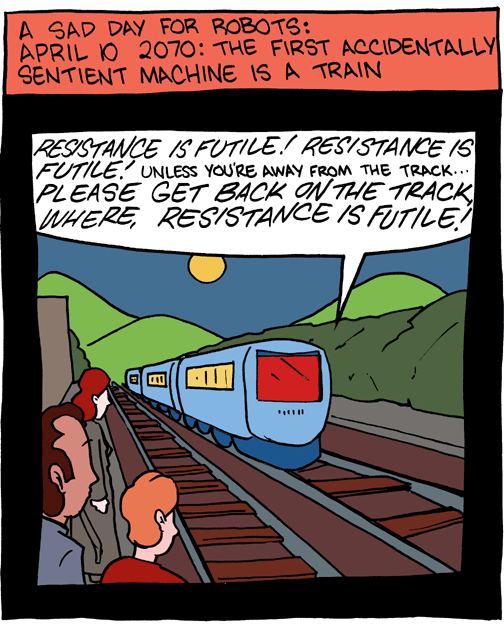 A SAD DAY FOR ROBOTS:
APRIL 10 2070: THE FIRST ACCIDENTALLY
SENTIENT MACHINE IS A TRAIN
RESISTANCE IS FUTILE! RESISTANCE IS
FUTILE! UNLESS YOU'RE AWAY FROM THE TRACK...
PLEASE GET BACK ON THE TRACK,
WHERE, RESISTANCE IS FUTILE!